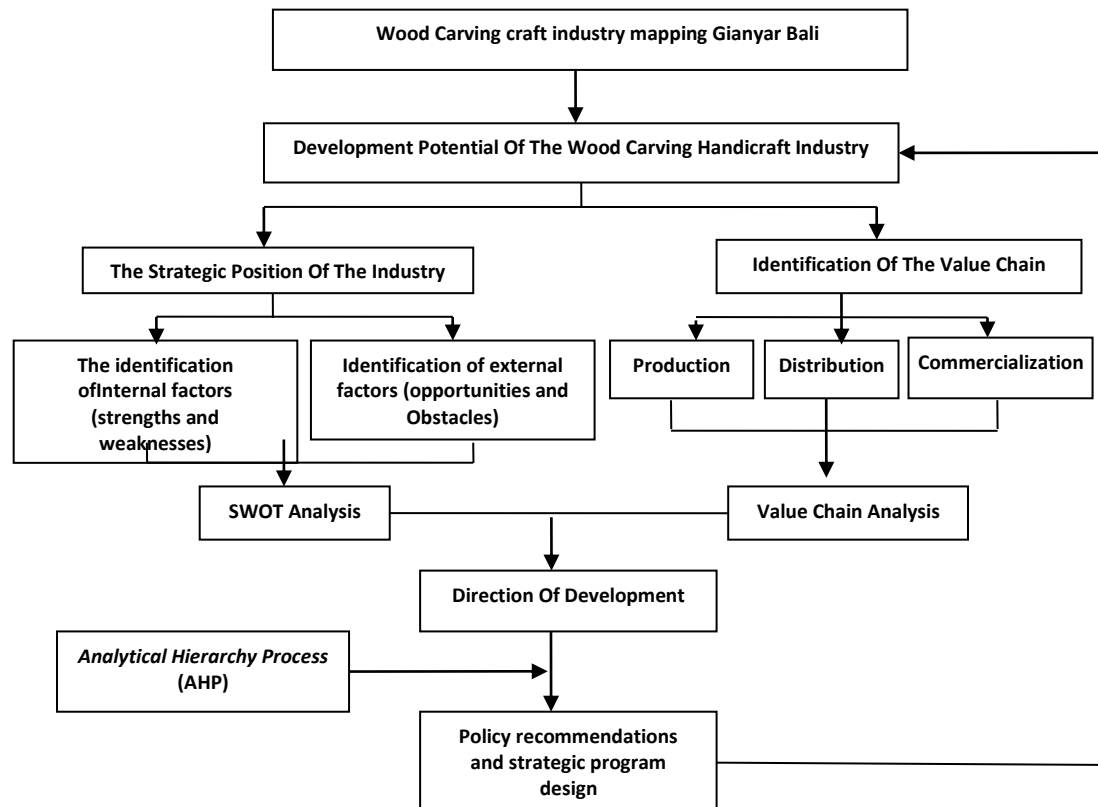 Wood Carving craft industry mapping Gianyar Bali
Development Potential Of The Wood Carving Handicraft Industry
The Strategic Position Of The Industry
Identification Of The Value Chain
The identification
ofInternal factors
(strengths and
weaknesses)
Identification of external
factors (opportunities and
Obstacles)
Production
Distribution
Commercialization
SWOT Analysis
Value Chain Analysis
Direction Of Development
Analytical Hierarchy Process
(AHP)
Policy recommendations
and strategic program
design